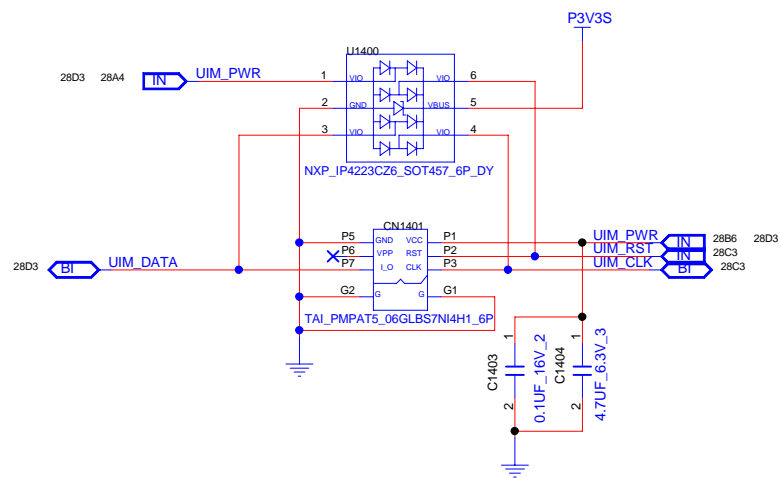 P3V3S
U1400
28D3 28A4 IN UIM_PWR 1 VIO VIO 6
2 GND VBUS 5
3 VIO VIO 4
NXP_IP4223CZ6_SOT457_6P_DY
CN1401
P5 GND VCC P1 UIM_PWR IN 28B6 28D3
P6 VPP RST P2 UIM_RST IN 28C3
28D3 BI UIM_DATA P7 I_O CLK P3 UIM_CLK BI 28C3
G2 G G G1
TAI_PMPAT5_06GLBS7NI4H1_6P
1 1
C1403 0.1UF_16V_2 C1404 4.7UF_6.3V_3
2 2